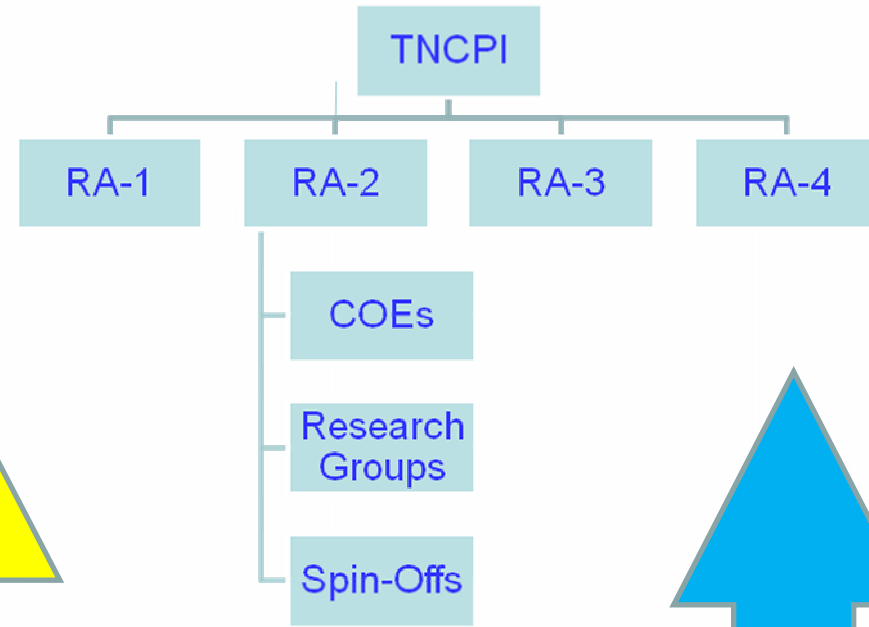 TNCPI
RA-1
RA-2
RA-3
RA-4
COEs
Research
Groups
Spin-Offs